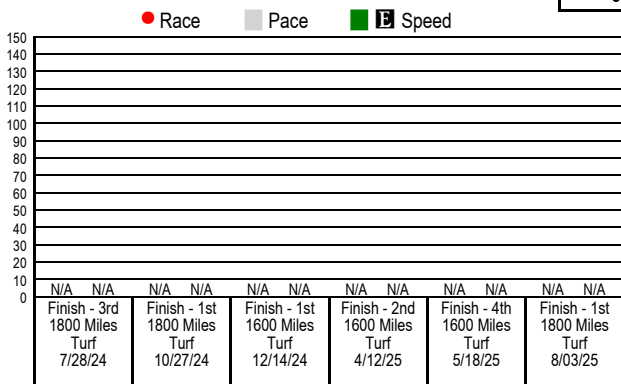 Race Pace E Speed
150
140
130
120
110
100
90
80
70
60
50
40
30
20
10
0
N/A N/A N/A N/A N/A N/A N/A N/A N/A N/A N/A N/A
Finish - 3rd Finish - 1st Finish - 1st Finish - 2nd Finish - 4th Finish - 1st
1800 Miles 1800 Miles 1600 Miles 1600 Miles 1600 Miles 1800 Miles
Turf Turf Turf Turf Turf Turf
7/28/24 10/27/24 12/14/24 4/12/25 5/18/25 8/03/25